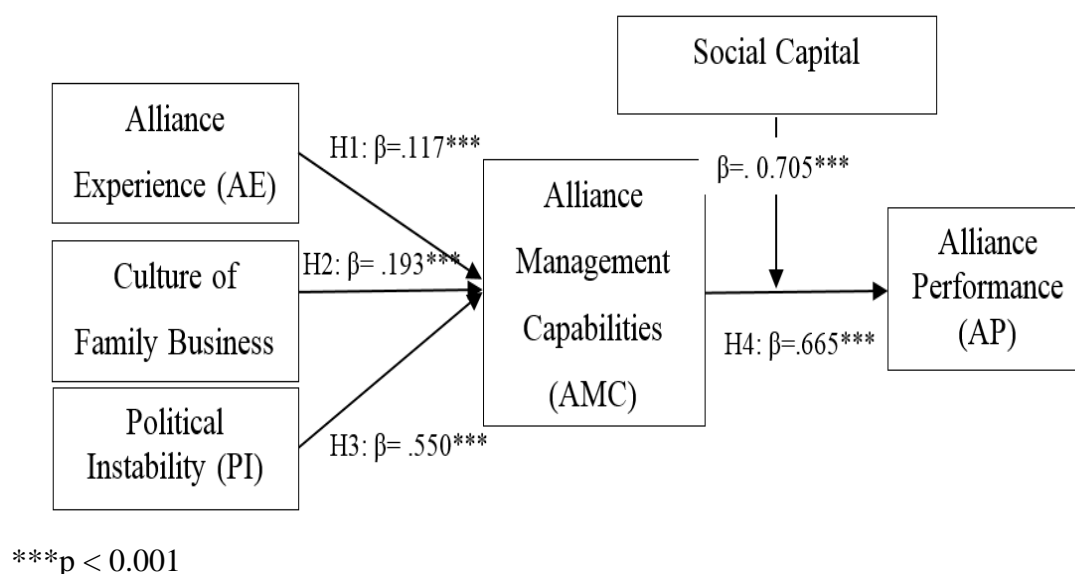 Social Capital
Alliance
Experience (AE)
H1: β=.117***
β=. 0.705***
Culture of
Family Business
H2: β= .193***
Alliance
Management
Capabilities
(AMC)
Alliance
Performance
(AP)
H4: β=.665***
Political
Instability (PI)
H3: β= .550***
***p < 0.001